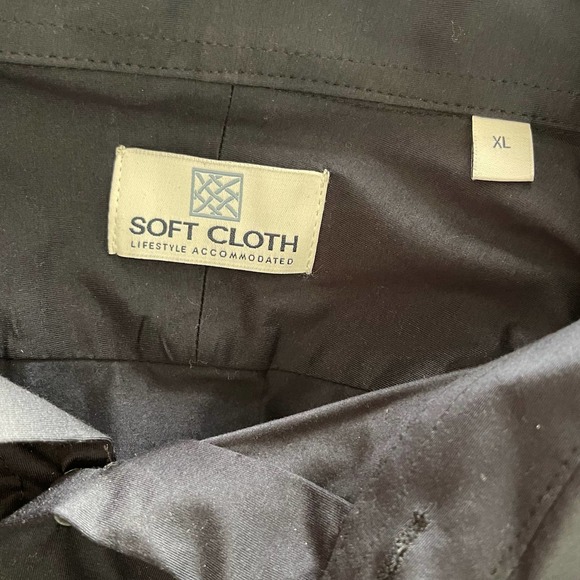 SOFT CLOTH
LIFESTYLE ACCOMMODATED
XL